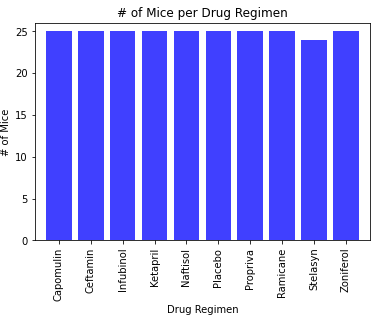 # of Mice per Drug Regimen
# of Mice
25
20
15
10
5
0
Capomulin
Ceftamin
Infubinol
Ketapril
Naftisol
Placebo
Propriva
Ramicane
Stelasyn
Zoniferol
Drug Regimen